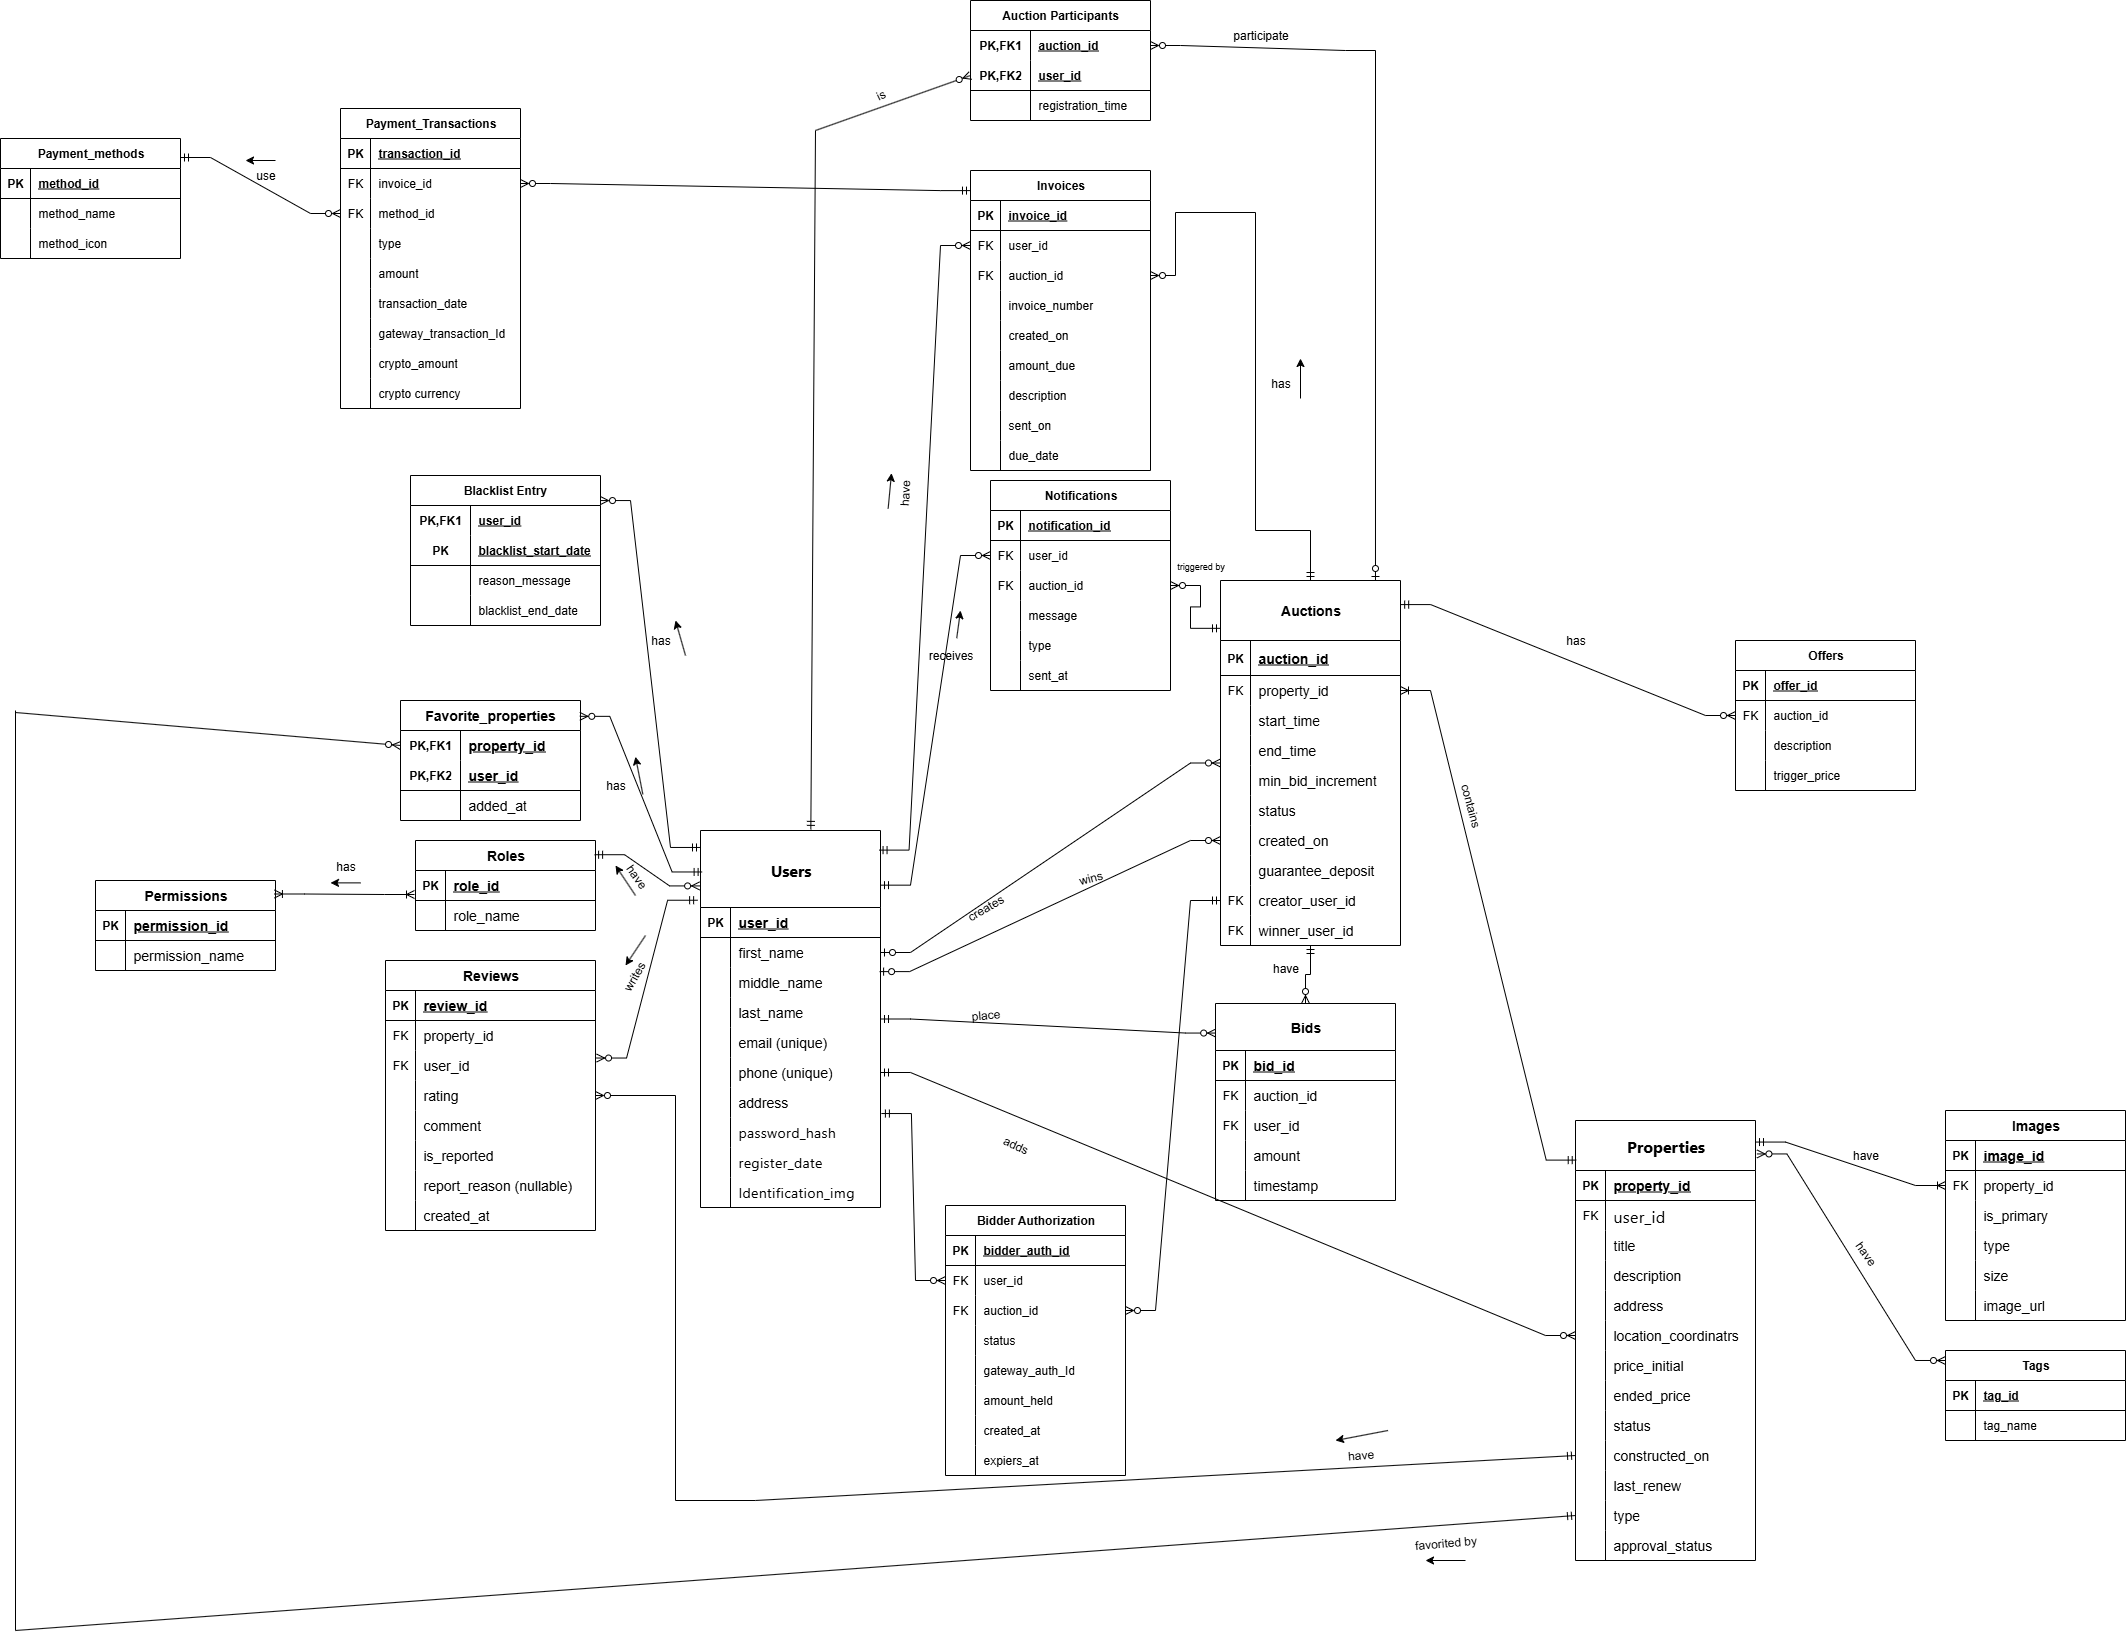 Auction Participants
PK,FK1 auction_id
PK,FK2 user_id
registration_time
participate
is
Payment_Transactions
PK transaction_id
FK invoice_id
FK method_id
type
amount
transaction_date
gateway_transaction_Id
crypto_amount
crypto currency
Payment_methods
PK method_id
method_name
method_icon
use
Invoices
PK invoice_id
FK user_id
FK auction_id
invoice_number
created_on
amount_due
description
sent_on
due_date
has
have
Blacklist Entry
PK,FK1 user_id
PK blacklist_start_date
reason_message
blacklist_end_date
has
Notifications
PK notification_id
FK user_id
FK auction_id
message
type
sent_at
triggered by
receives
Auctions
PK auction_id
FK property_id
start_time
end_time
min_bid_increment
status
created_on
guarantee_deposit
FK creator_user_id
FK winner_user_id
has
Offers
PK offer_id
FK auction_id
description
trigger_price
contains
Favorite_properties
PK,FK1 property_id
PK,FK2 user_id
added_at
has
Roles
PK role_id
role_name
have
has
Permissions
PK permission_id
permission_name
Reviews
PK review_id
FK property_id
FK user_id
rating
comment
is_reported
report_reason (nullable)
created_at
writes
Users
PK user_id
first_name
middle_name
last_name
email (unique)
phone (unique)
address
password_hash
register_date
Identification_img
creates
wins
place
adds
have
Bids
PK bid_id
FK auction_id
FK user_id
amount
timestamp
Bidder Authorization
PK bidder_auth_id
FK user_id
FK auction_id
status
gateway_auth_Id
amount_held
created_at
expiers_at
Properties
PK property_id
FK user_id
title
description
address
location_coordinatrs
price_initial
ended_price
status
constructed_on
last_renew
type
approval_status
have
Images
PK image_id
FK property_id
is_primary
type
size
image_url
have
Tags
PK tag_id
tag_name
have
favorited by